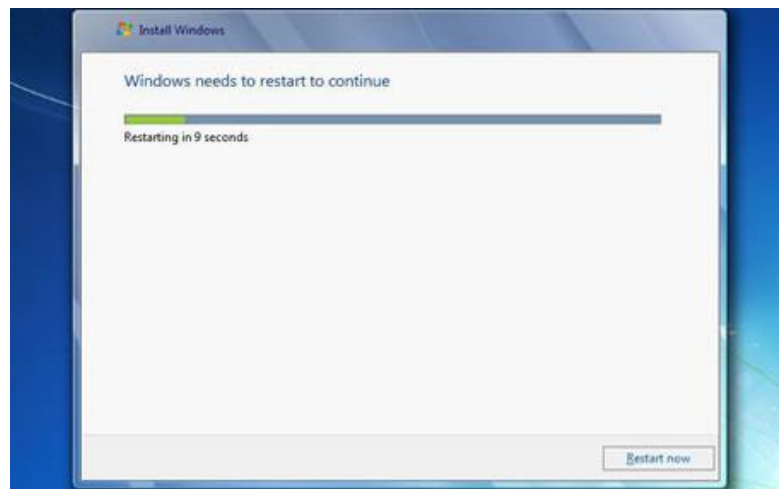 Install Windows
Windows needs to restart to continue
Restarting in 9 seconds
Restart now